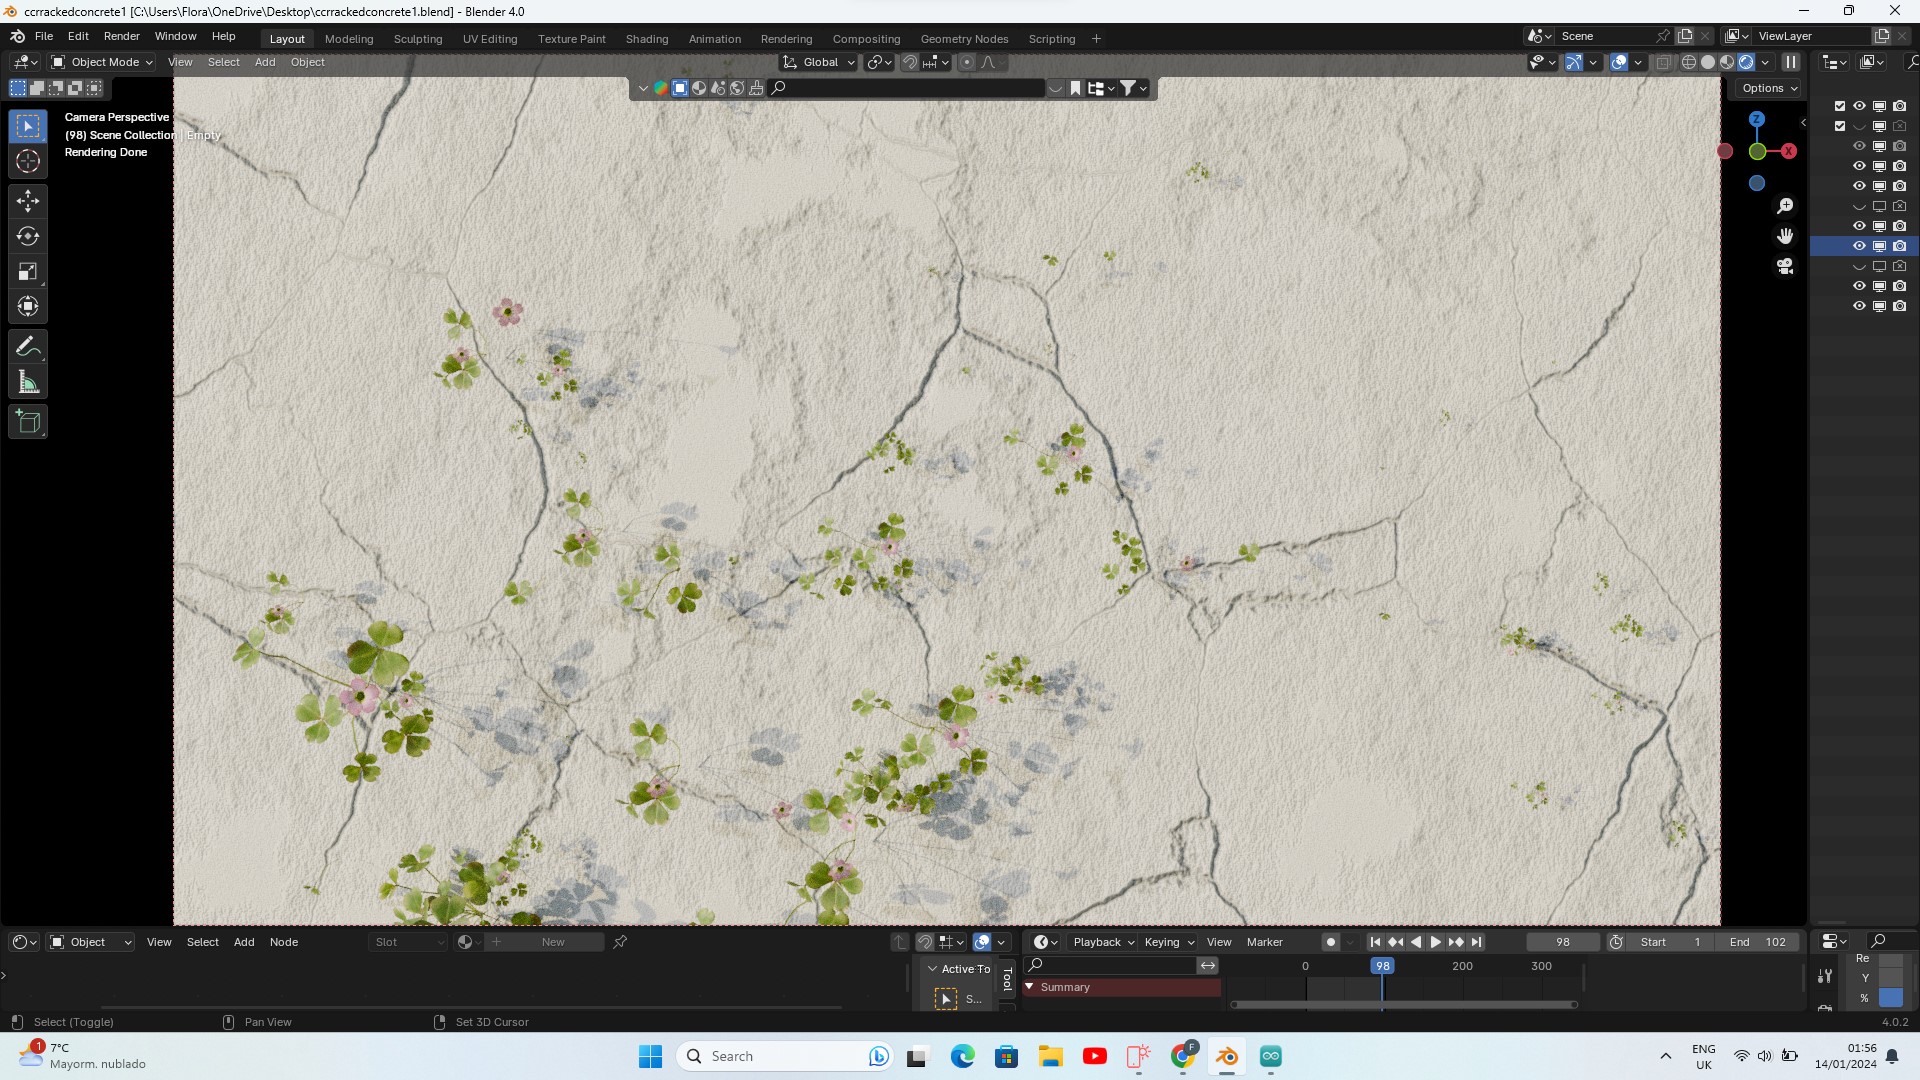 ccrrackedconcrete1 [C:\Users\Flora\OneDrive\Desktop\ccrrackedconcrete1.blend] - Blender 4.0
File Edit Render Window Help Layout Modeling Sculpting UV Editing Texture Paint Shading Animation Rendering Compositing Geometry Nodes Scripting + Scene ViewLayer
Object Mode View Select Add Object Global
Options
Camera Perspective
(98) Scene Collection | Empty
Rendering Done
Z
X
Object View Select Add Node Slot New Playback Keying View Marker 98 Start 1 End 102
Active To
Tool
S...
0 98 200 300
Summary
Re
Y
%
Select (Toggle) Pan View Set 3D Cursor 4.0.2
1
7°C
Mayorm. nublado
Search
F
ENG
UK
01:56
14/01/2024